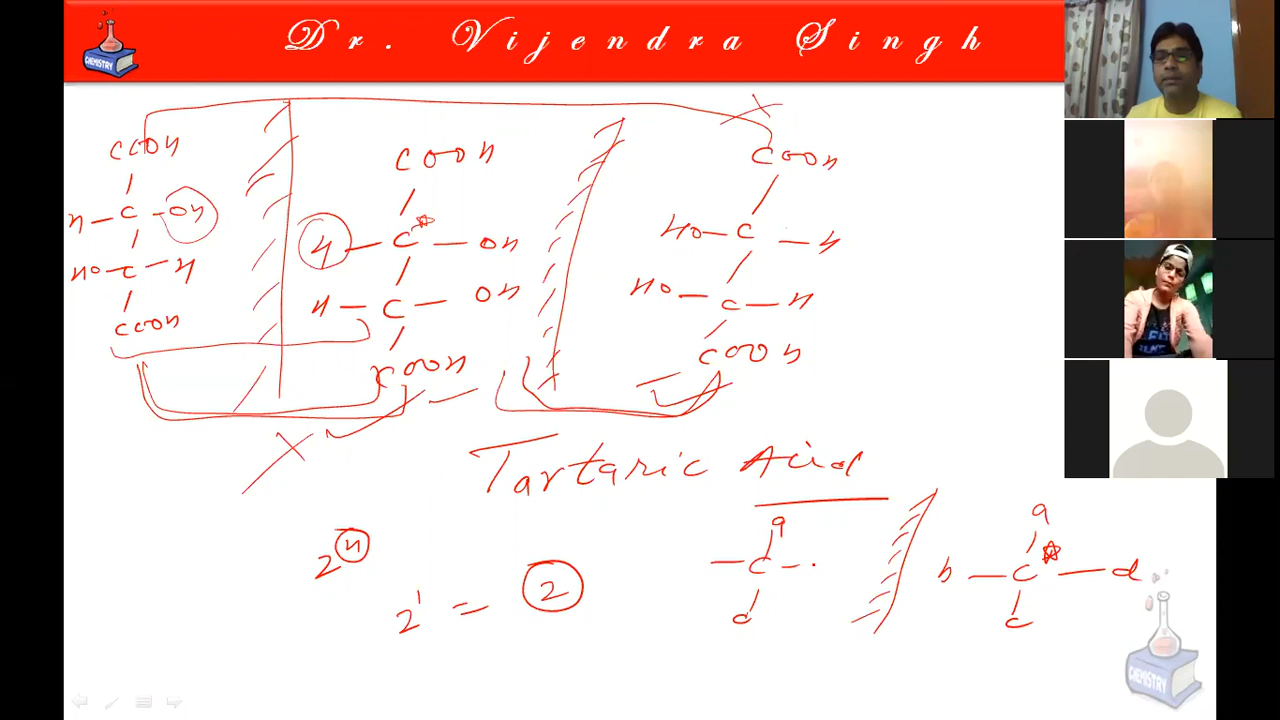 Dr. Vijendra Singh
CHEMISTRY
COOH COOH COOH
H - C - OH H - C* - OH HO - C - H
HO - C - H H - C - OH HO - C - H
COOH COOH COOH
Tartaric Acid
2^n
2^1 = 2
a a
- C - b - C* - d
d c
CHEMISTRY